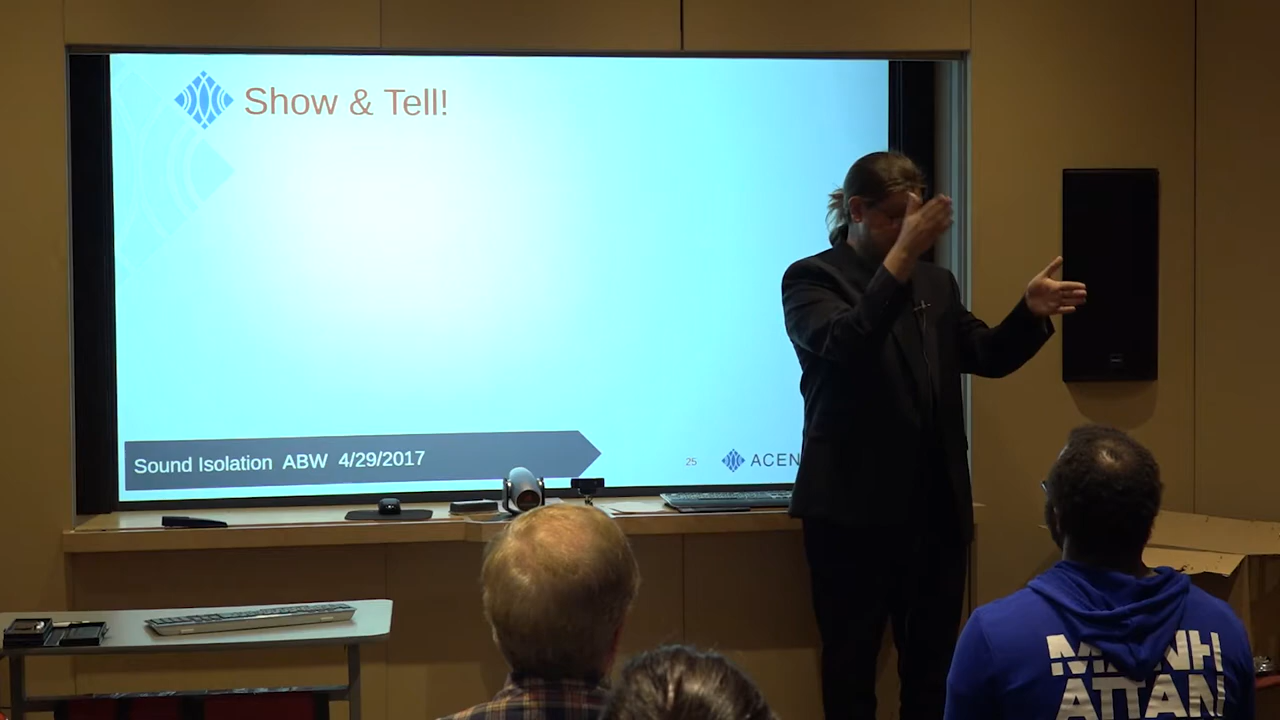 Show & Tell!
Sound Isolation ABW 4/29/2017
25
ACEN
MANH
ATTAN